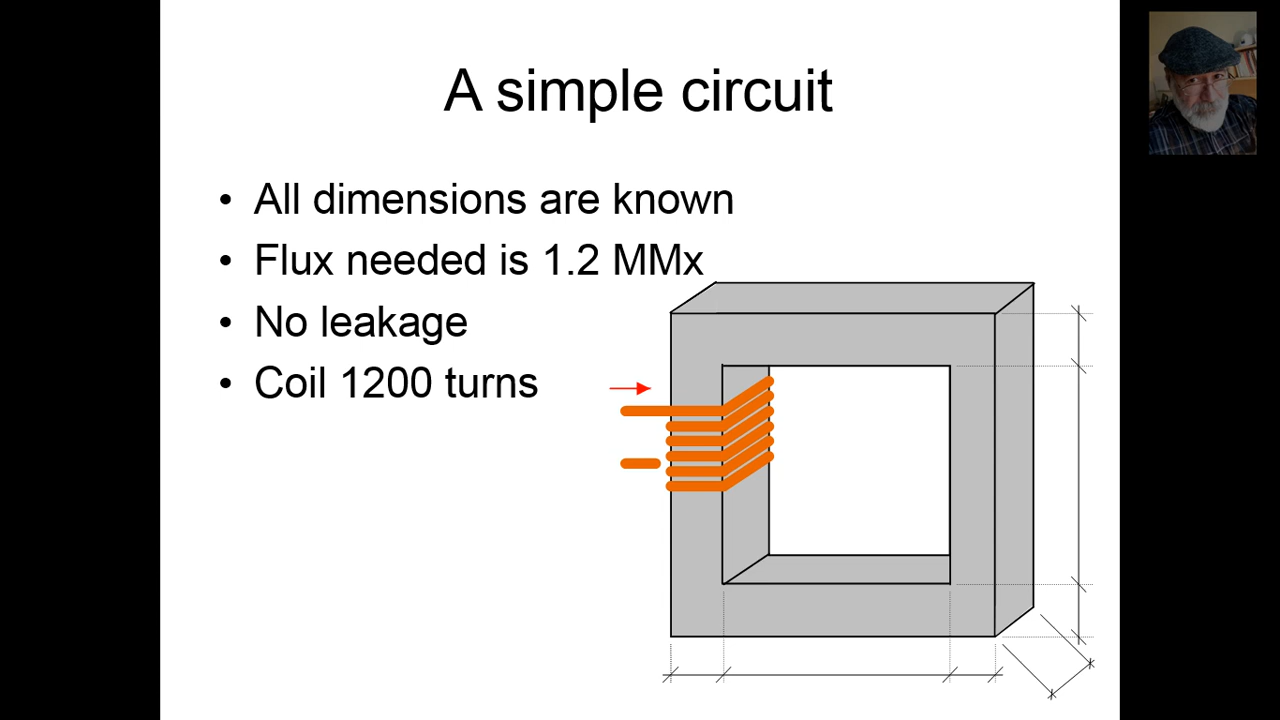 A simple circuit
• All dimensions are known
• Flux needed is 1.2 MMx
• No leakage
• Coil 1200 turns